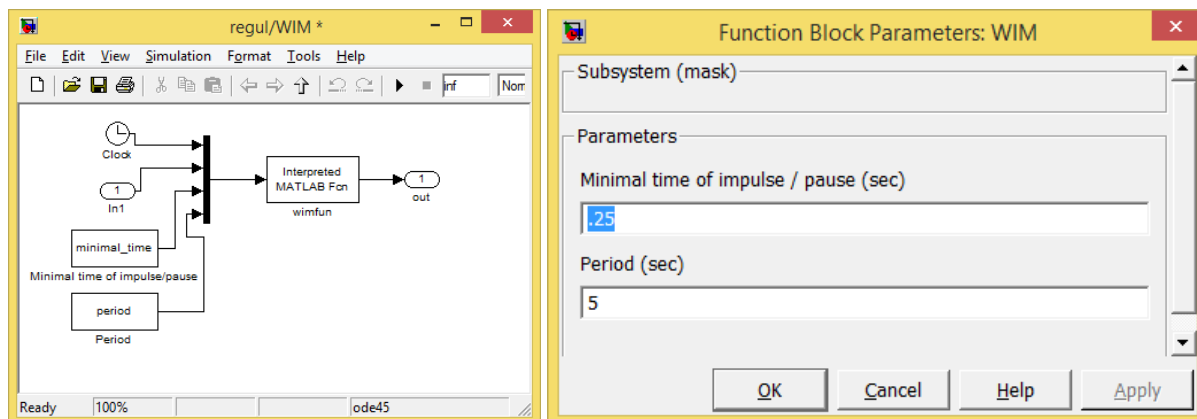 regul/WIM *
File Edit View Simulation Format Tools Help
inf Nom
Clock
1
In1
minimal_time
Minimal time of impulse/pause
period
Period
Interpreted
MATLAB Fcn
wimfun
1
out
Ready 100% ode45
Function Block Parameters: WIM
Subsystem (mask)
Parameters
Minimal time of impulse / pause (sec)
.25
Period (sec)
5
OK Cancel Help Apply